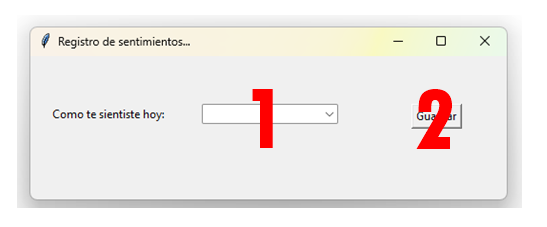 Registro de sentimientos...
Como te sientiste hoy:
1
2